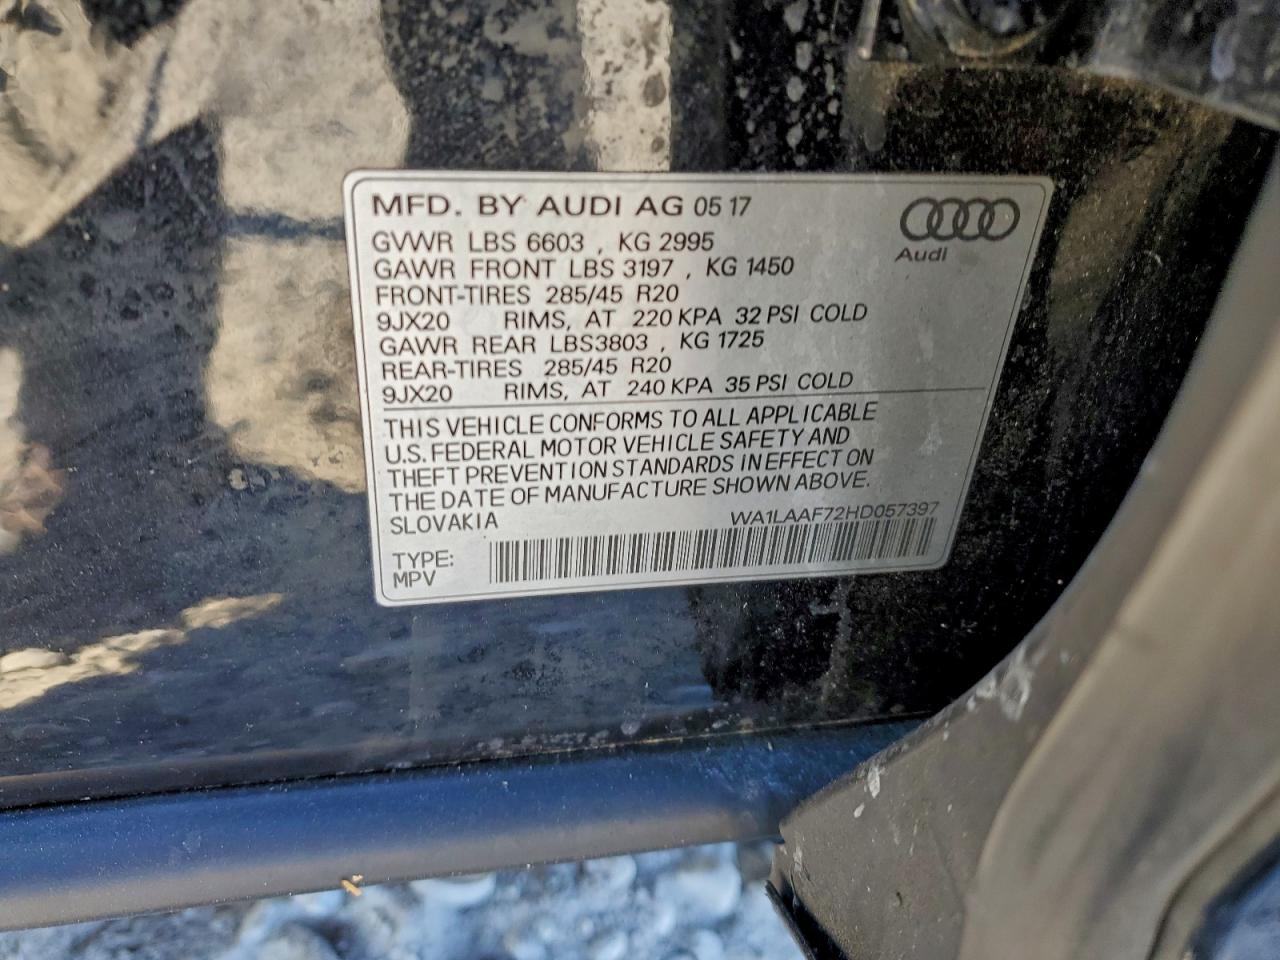 MFD. BY AUDI AG 05 17
Audi
GVWR LBS 6603 , KG 2995
GAWR FRONT LBS 3197 , KG 1450
FRONT-TIRES 285/45 R20
9JX20 RIMS, AT 220 KPA 32 PSI COLD
GAWR REAR LBS3803 , KG 1725
REAR-TIRES 285/45 R20
9JX20 RIMS, AT 240 KPA 35 PSI COLD
THIS VEHICLE CONFORMS TO ALL APPLICABLE
U.S. FEDERAL MOTOR VEHICLE SAFETY AND
THEFT PREVENTION STANDARDS IN EFFECT ON
THE DATE OF MANUFACTURE SHOWN ABOVE.
SLOVAKIA WA1LAAF72HD057397
TYPE:
MPV